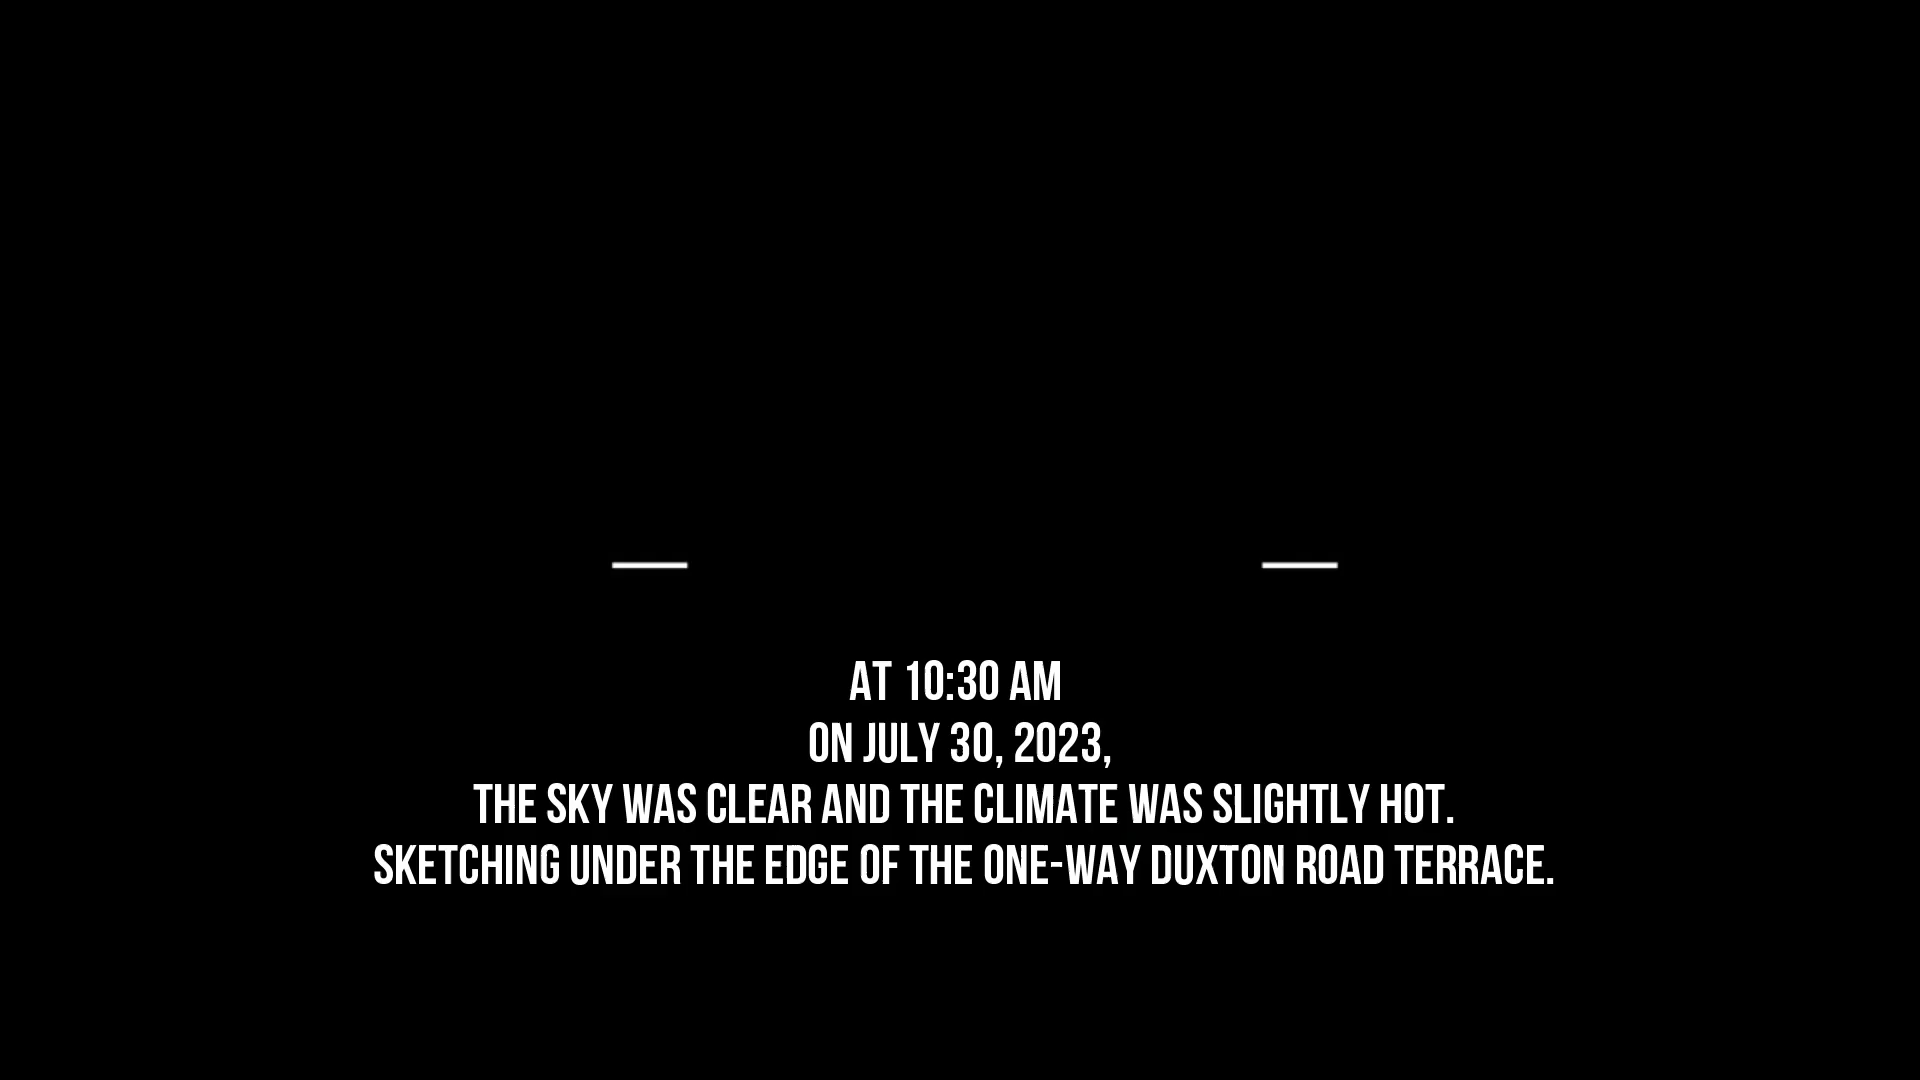 AT 10:30 AM
ON JULY 30, 2023,
THE SKY WAS CLEAR AND THE CLIMATE WAS SLIGHTLY HOT.
SKETCHING UNDER THE EDGE OF THE ONE-WAY DUXTON ROAD TERRACE.